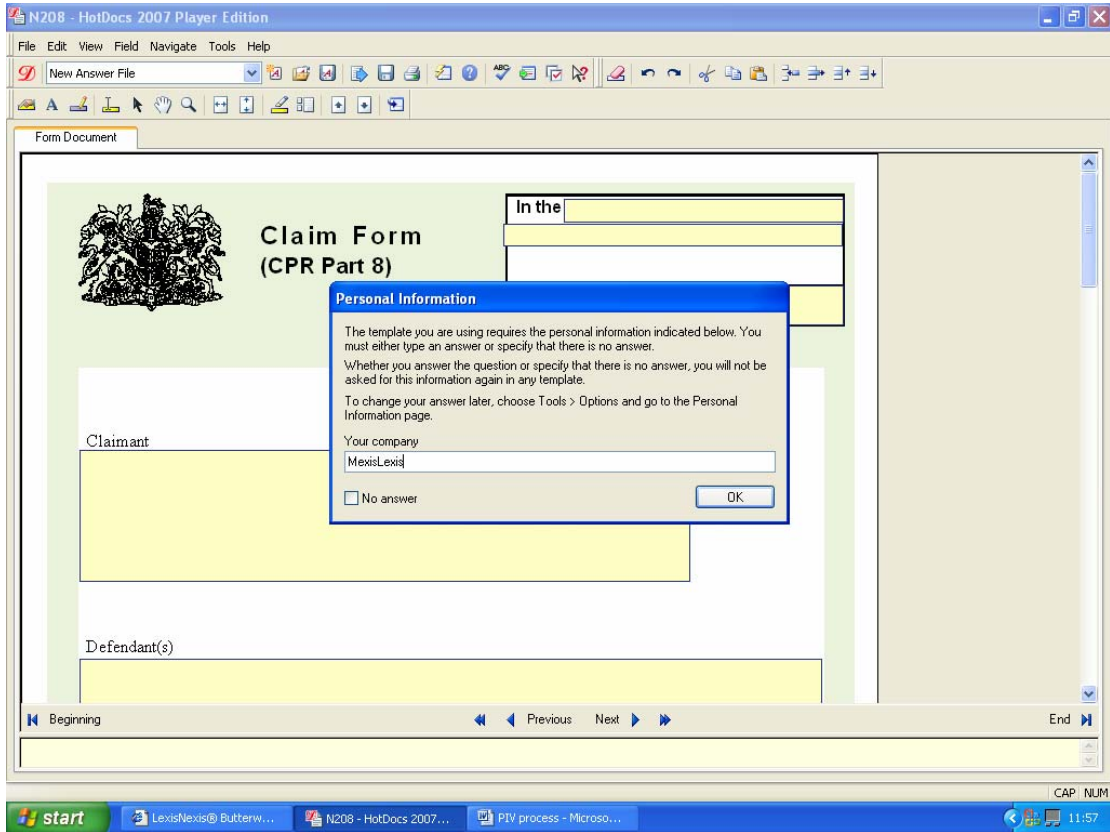 N208 - HotDocs 2007 Player Edition
File Edit View Field Navigate Tools Help
New Answer File
Form Document
In the
Claim Form
(CPR Part 8)
Personal Information
The template you are using requires the personal information indicated below. You
must either type an answer or specify that there is no answer.
Whether you answer the question or specify that there is no answer, you will not be
asked for this information again in any template.
To change your answer later, choose Tools > Options and go to the Personal
Information page.
Your company
MexisLexis
No answer
OK
Claimant
Defendant(s)
Beginning Previous Next End
CAP NUM
start LexisNexis® Butterw... N208 - HotDocs 2007... PIV process - Microso... 11:57